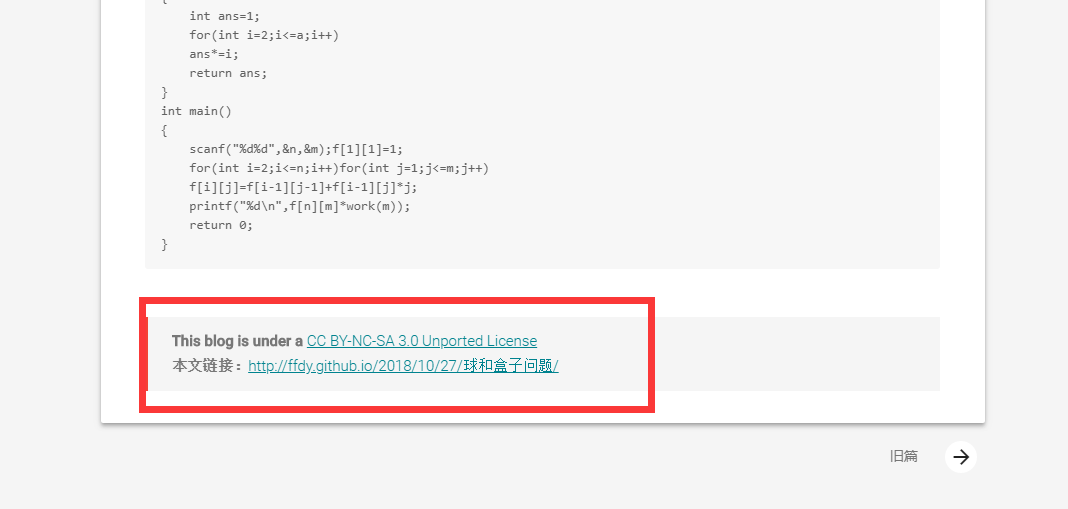 {
int ans=1;
for(int i=2;i<=a;i++)
ans*=i;
return ans;
}
int main()
{
scanf("%d%d",&n,&m);f[1][1]=1;
for(int i=2;i<=n;i++)for(int j=1;j<=m;j++)
f[i][j]=f[i-1][j-1]+f[i-1][j]*j;
printf("%d\n",f[n][m]*work(m));
return 0;
}
This blog is under a CC BY-NC-SA 3.0 Unported License
本文链接：http://ffdy.github.io/2018/10/27/球和盒子问题/
旧篇